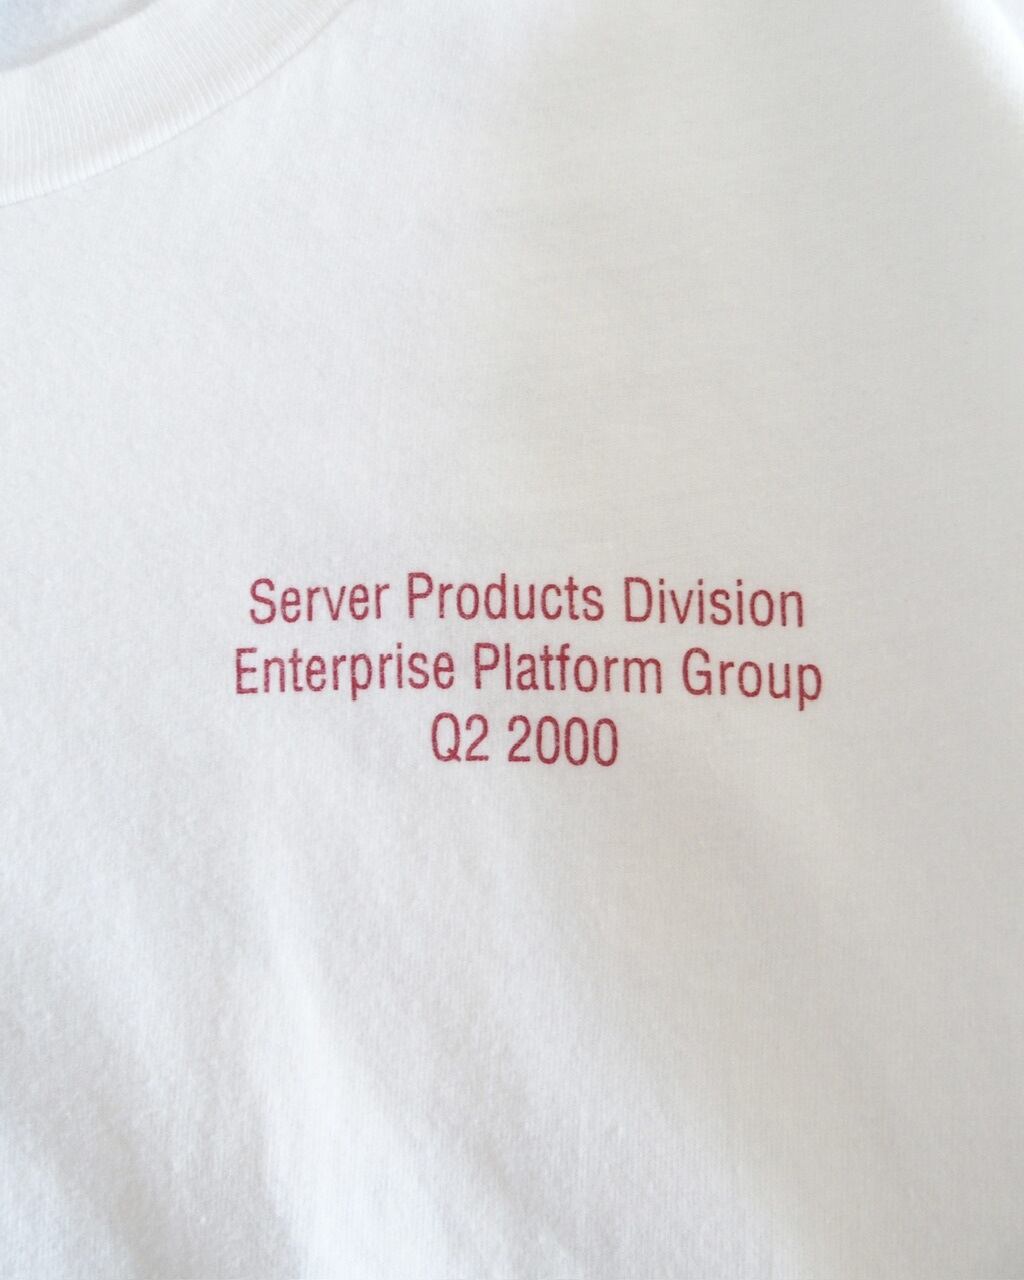 Server Products Division
Enterprise Platform Group
Q2 2000